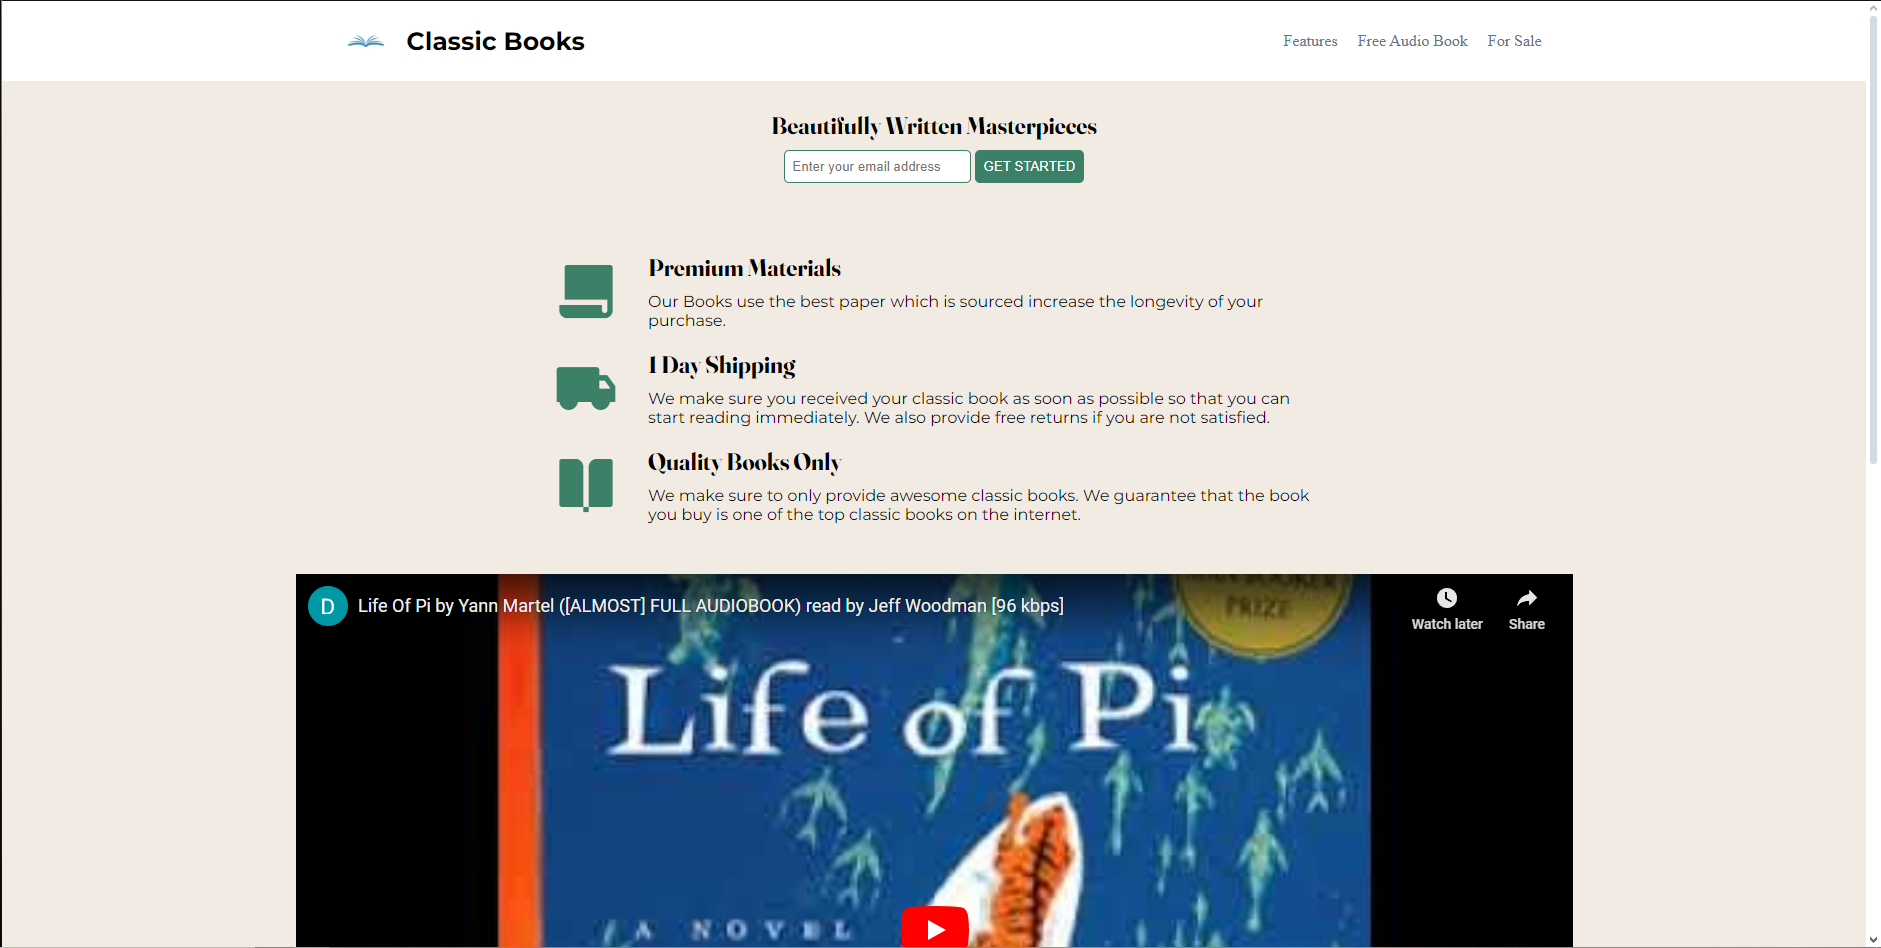 Classic Books
Features Free Audio Book For Sale
Beautifully Written Masterpieces
Enter your email address GET STARTED
Premium Materials
Our Books use the best paper which is sourced increase the longevity of your
purchase.
1 Day Shipping
We make sure you received your classic book as soon as possible so that you can
start reading immediately. We also provide free returns if you are not satisfied.
Quality Books Only
We make sure to only provide awesome classic books. We guarantee that the book
you buy is one of the top classic books on the internet.
D Life Of Pi by Yann Martel ([ALMOST] FULL AUDIOBOOK) read by Jeff Woodman [96 kbps]
Watch later Share
PRIZE
Life of Pi
A NOVEL